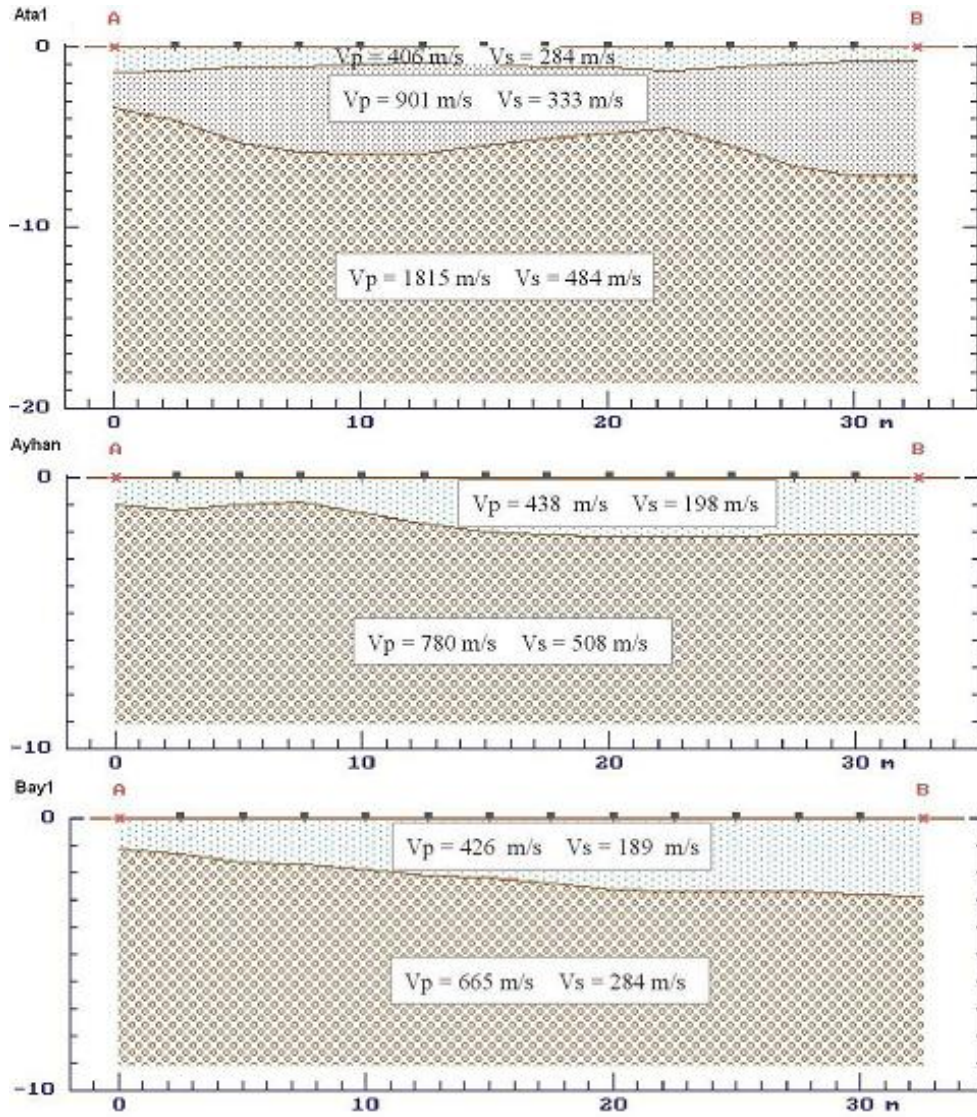 Ata1
A B
0
Vp = 406 m/s Vs = 284 m/s
Vp = 901 m/s Vs = 333 m/s
-10
Vp = 1815 m/s Vs = 484 m/s
-20
0 10 20 30 m
Ayhan
A B
0
Vp = 438 m/s Vs = 198 m/s
Vp = 780 m/s Vs = 508 m/s
-10
0 10 20 30 m
Bay1
A B
0
Vp = 426 m/s Vs = 189 m/s
Vp = 665 m/s Vs = 284 m/s
-10
0 10 20 30 m